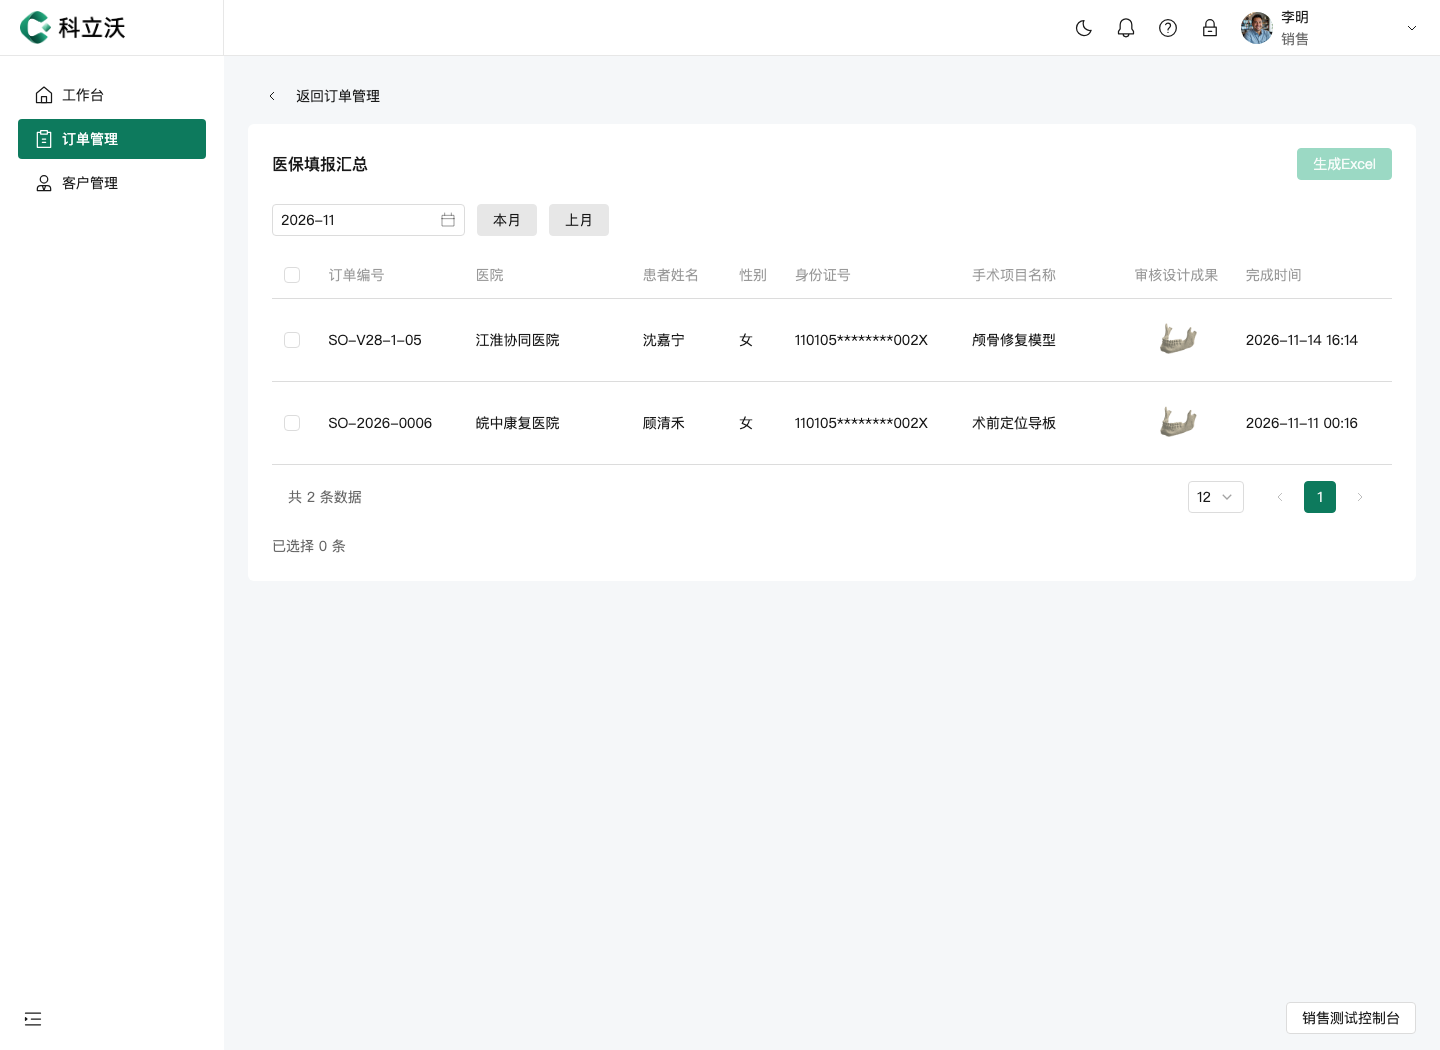 科立沃
李明
销售
工作台
订单管理
客户管理
返回订单管理
医保填报汇总
生成Excel
2026-11
本月
上月
订单编号 医院 患者姓名 性别 身份证号 手术项目名称 审核设计成果 完成时间
SO-V28-1-05 江淮协同医院 沈嘉宁 女 110105********002X 颅骨修复模型 2026-11-14 16:14
SO-2026-0006 皖中康复医院 顾清禾 女 110105********002X 术前定位导板 2026-11-11 00:16
共 2 条数据
12
1
已选择 0 条
销售测试控制台